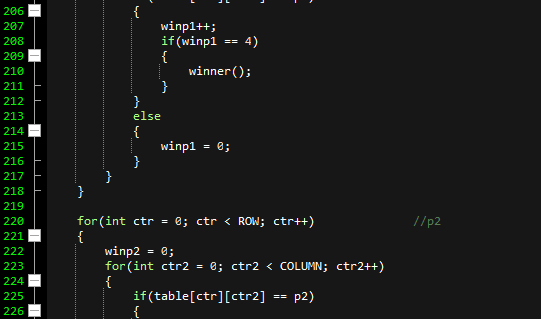 206 {
207 winp1++;
208 if(winp1 == 4)
209 {
210 winner();
211 }
212 }
213 else
214 {
215 winp1 = 0;
216 }
217 }
218 }
219
220 for(int ctr = 0; ctr < ROW; ctr++) //p2
221 {
222 winp2 = 0;
223 for(int ctr2 = 0; ctr2 < COLUMN; ctr2++)
224 {
225 if(table[ctr][ctr2] == p2)
226 {